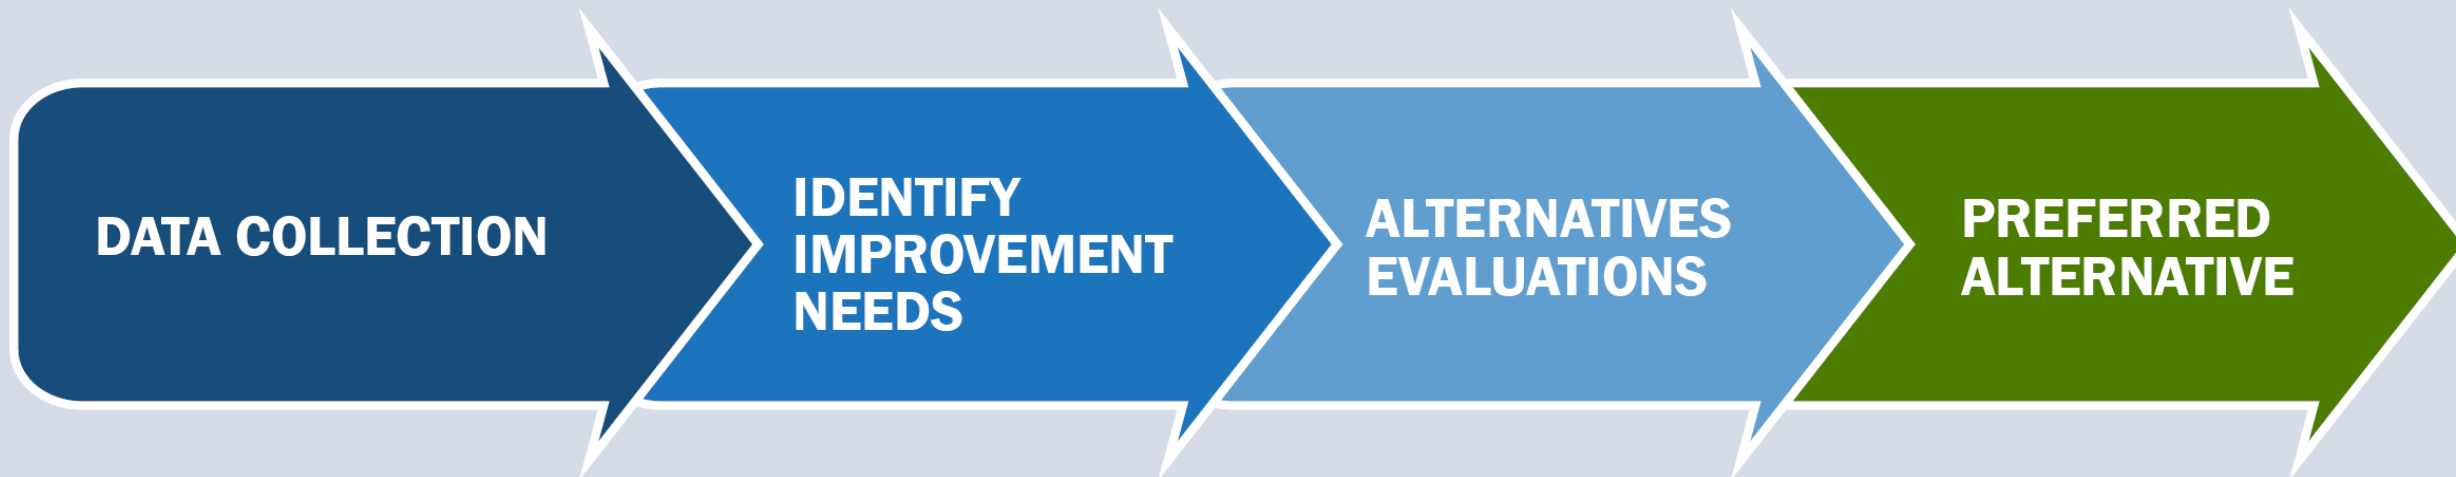 DATA COLLECTION
IDENTIFY
IMPROVEMENT
NEEDS
ALTERNATIVES
EVALUATIONS
PREFERRED
ALTERNATIVE